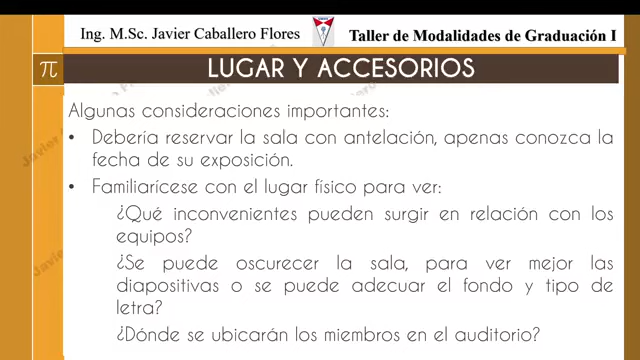 Ing. M.Sc. Javier Caballero Flores
Taller de Modalidades de Graduación I
π
LUGAR Y ACCESORIOS
Algunas consideraciones importantes:
• Debería reservar la sala con antelación, apenas conozca la
fecha de su exposición.
• Familiarícese con el lugar físico para ver:
¿Qué inconvenientes pueden surgir en relación con los
equipos?
¿Se puede oscurecer la sala, para ver mejor las
diapositivas o se puede adecuar el fondo y tipo de
letra?
¿Dónde se ubicarán los miembros en el auditorio?